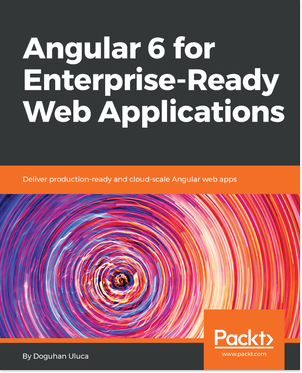 Angular 6 for
Enterprise-Ready
Web Applications
Deliver production-ready and cloud-scale Angular web apps
Packt>
www.packt.com
By Doguhan Uluca